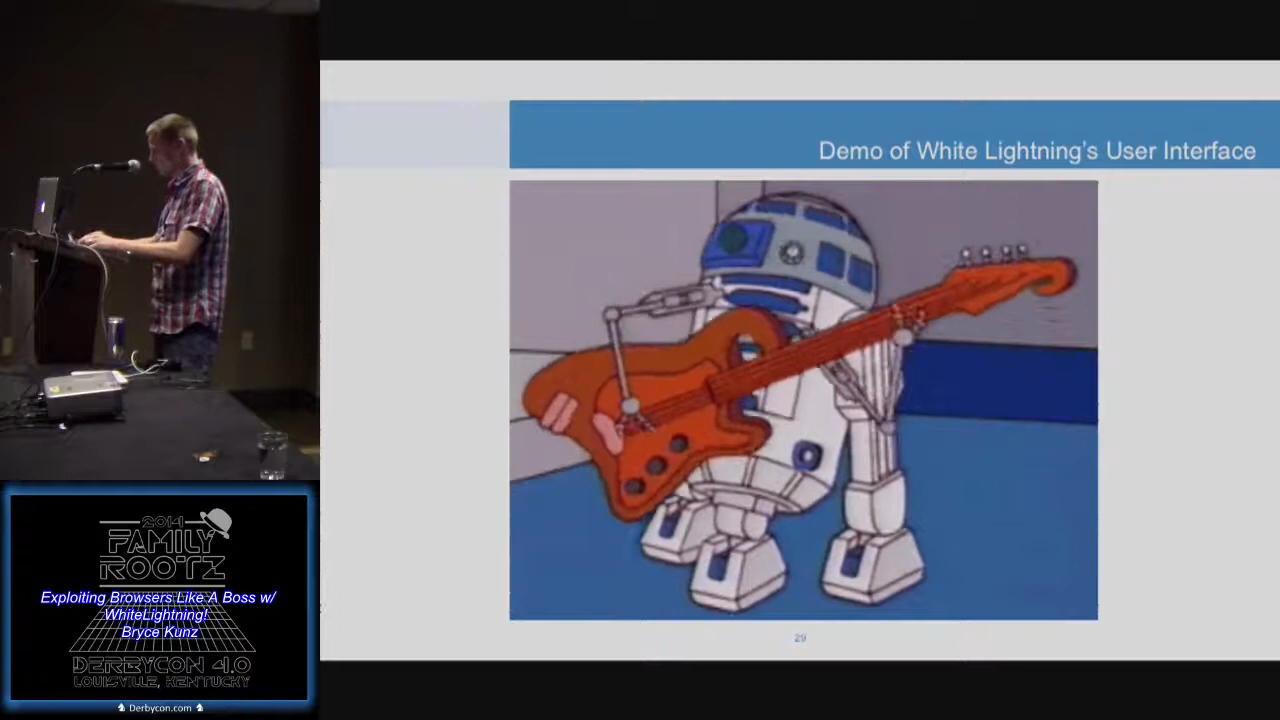 Demo of White Lightning's User Interface
29
2014
FAMILY
ROOTZ
Exploiting Browsers Like A Boss w/
WhiteLightning!
Bryce Kunz
DERBYCON 4.0
LOUISVILLE, KENTUCKY
Derbycon.com